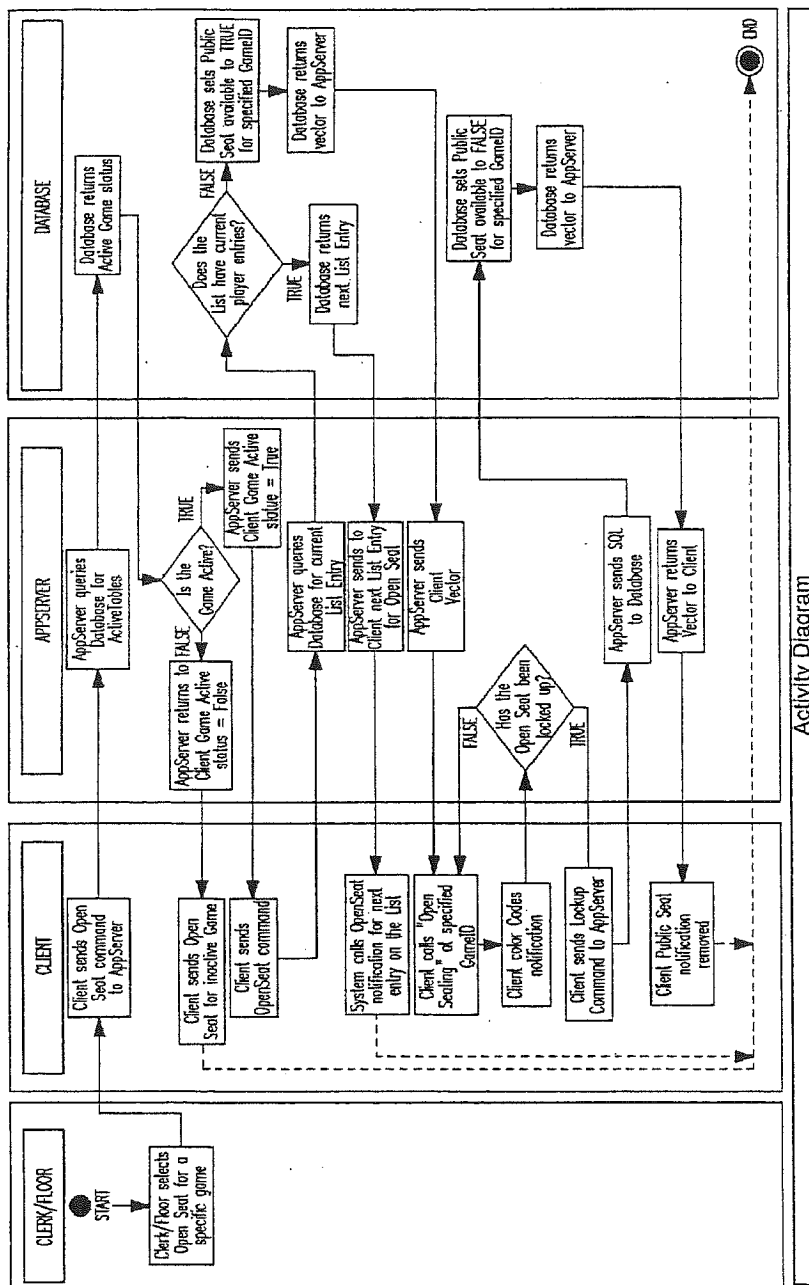 CLERK/FLOOR
START
Clerk/Floor selects
Open Seat for a
specific game
CLIENT
Client sends Open
Seat command
to AppServer
Client sends Open
Seat for inactive Game
Client sends
OpenSeat command
System calls OpenSeat
notification for next
entry on the List
Client calls "Open
Seating" of specified
GameID
Client color Codes
notification
Client sends Lockup
Command to AppServer
Client Public Seat
notification
removed
APPSERVER
AppServer queries
Database for
ActiveTables
Is the
Game Active?
FALSE
TRUE
AppServer returns to
Client Game Active
status = False
AppServer sends
Client Game Active
statue = True
AppServer queries
Database for current
List Entry
AppServer sends to
Client next List Entry
for Open Seat
AppServer sends
Client
Vector
Has the
Open Seat been
locked up?
FALSE
TRUE
AppServer sends SQL
to Database
AppServer returns
Vector to Client
DATABASE
Database returns
Active Game status
Does the
List have current
player entries?
FALSE
TRUE
Database sets Public
Seat available to TRUE
for specified GameID
Database returns
vector to AppServer
Database returns
next List Entry
Database sets Public
Seat available to FALSE
for specified GameID
Database returns
vector to AppServer
END
Activity Diagram